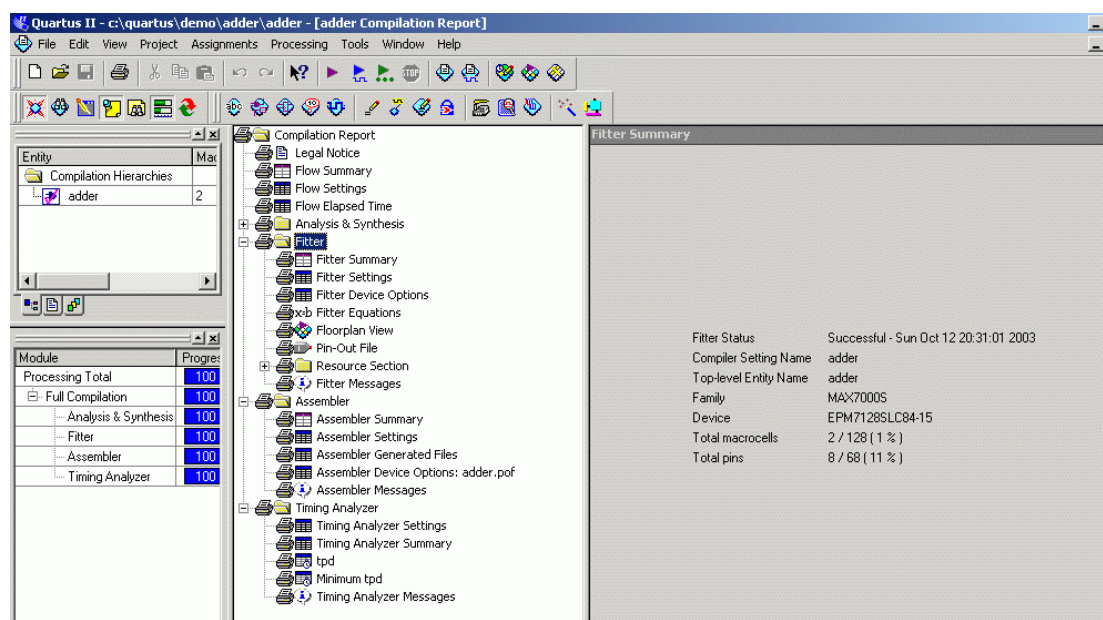 Quartus II - c:\quartus\demo\adder\adder - [adder Compilation Report]
File Edit View Project Assignments Processing Tools Window Help
Entity Mac
Compilation Hierarchies
adder 2
Module Progres
Processing Total 100
Full Compilation 100
Analysis & Synthesis 100
Fitter 100
Assembler 100
Timing Analyzer 100
Compilation Report
Legal Notice
Flow Summary
Flow Settings
Flow Elapsed Time
Analysis & Synthesis
Fitter
Fitter Summary
Fitter Settings
Fitter Device Options
Fitter Equations
Floorplan View
Pin-Out File
Resource Section
Fitter Messages
Assembler
Assembler Summary
Assembler Settings
Assembler Generated Files
Assembler Device Options: adder.pof
Assembler Messages
Timing Analyzer
Timing Analyzer Settings
Timing Analyzer Summary
tpd
Minimum tpd
Timing Analyzer Messages
Fitter Summary
Fitter Status Successful - Sun Oct 12 20:31:01 2003
Compiler Setting Name adder
Top-level Entity Name adder
Family MAX7000S
Device EPM7128SLC84-15
Total macrocells 2 / 128 ( 1 % )
Total pins 8 / 68 ( 11 % )